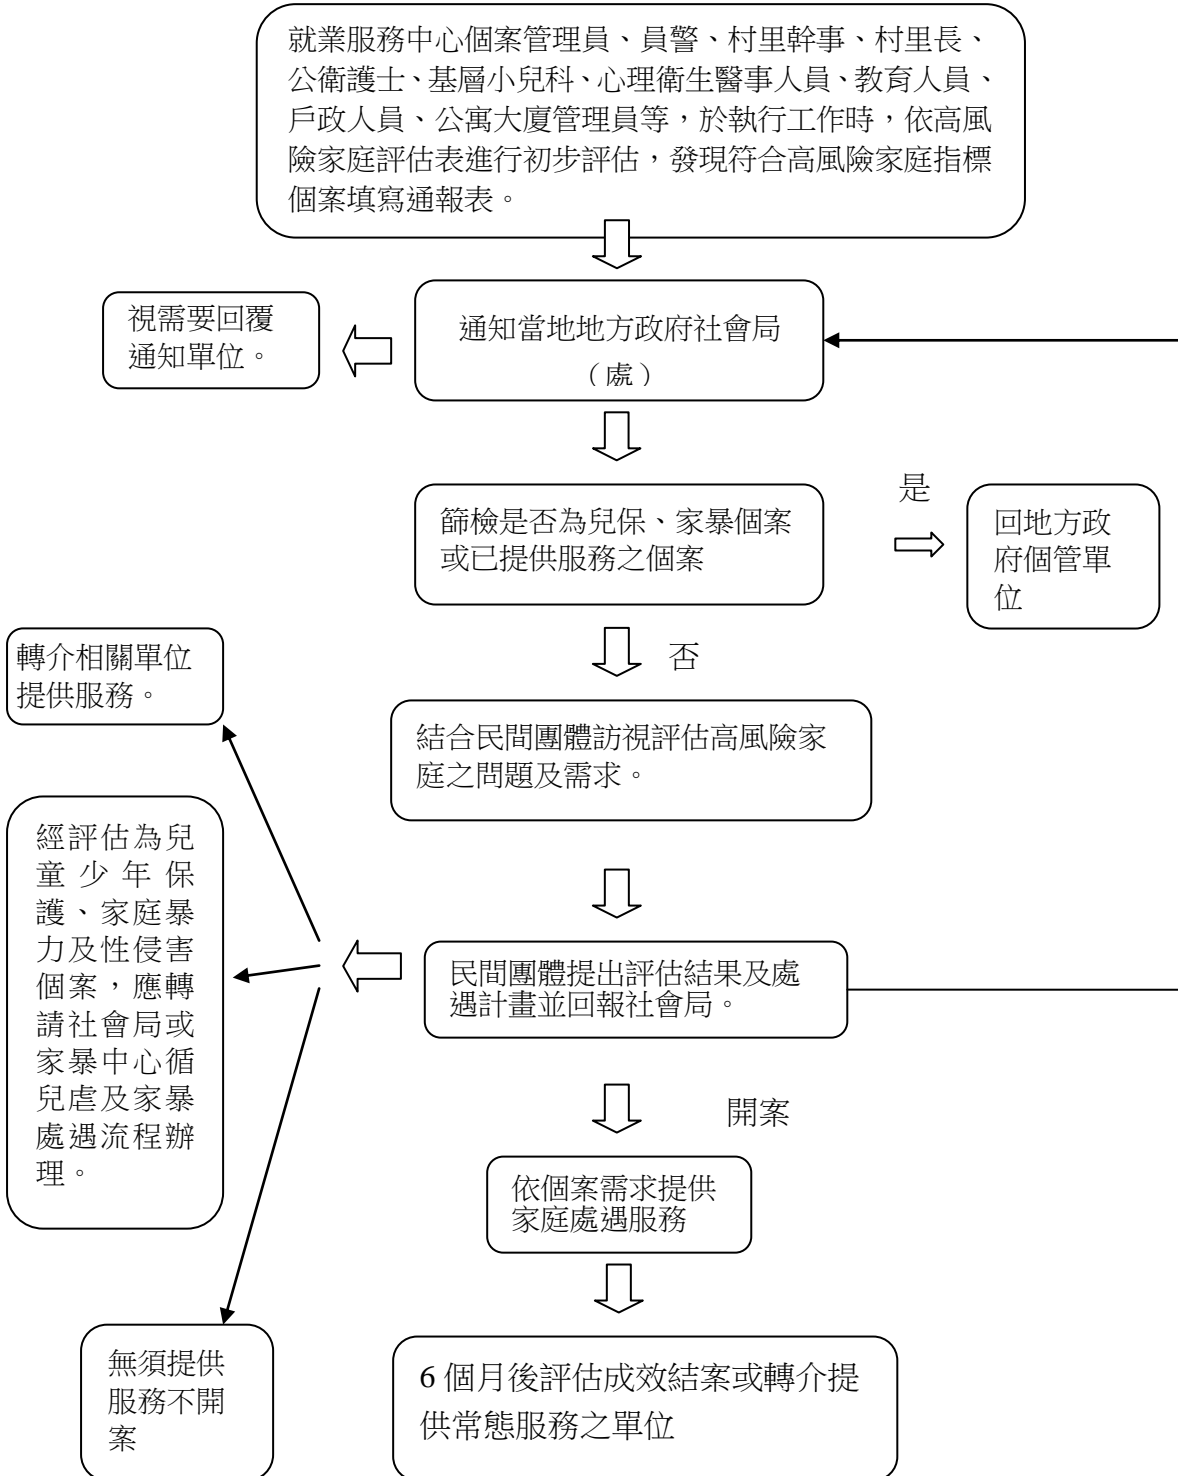 就業服務中心個案管理員、員警、村里幹事、村里長、
公衛護士、基層小兒科、心理衛生醫事人員、教育人員、
戶政人員、公寓大廈管理員等，於執行工作時，依高風
險家庭評估表進行初步評估，發現符合高風險家庭指標
個案填寫通報表。
視需要回覆
通知單位。
通知當地地方政府社會局
（處）
篩檢是否為兒保、家暴個案
或已提供服務之個案
是
回地方政
府個管單
位
否
轉介相關單位
提供服務。
結合民間團體訪視評估高風險家
庭之問題及需求。
經評估為兒
童少年保
護、家庭暴
力及性侵害
個案，應轉
請社會局或
家暴中心循
兒虐及家暴
處遇流程辦
理。
民間團體提出評估結果及處
遇計畫並回報社會局。
開案
依個案需求提供
家庭處遇服務
無須提供
服務不開
案
6 個月後評估成效結案或轉介提
供常態服務之單位